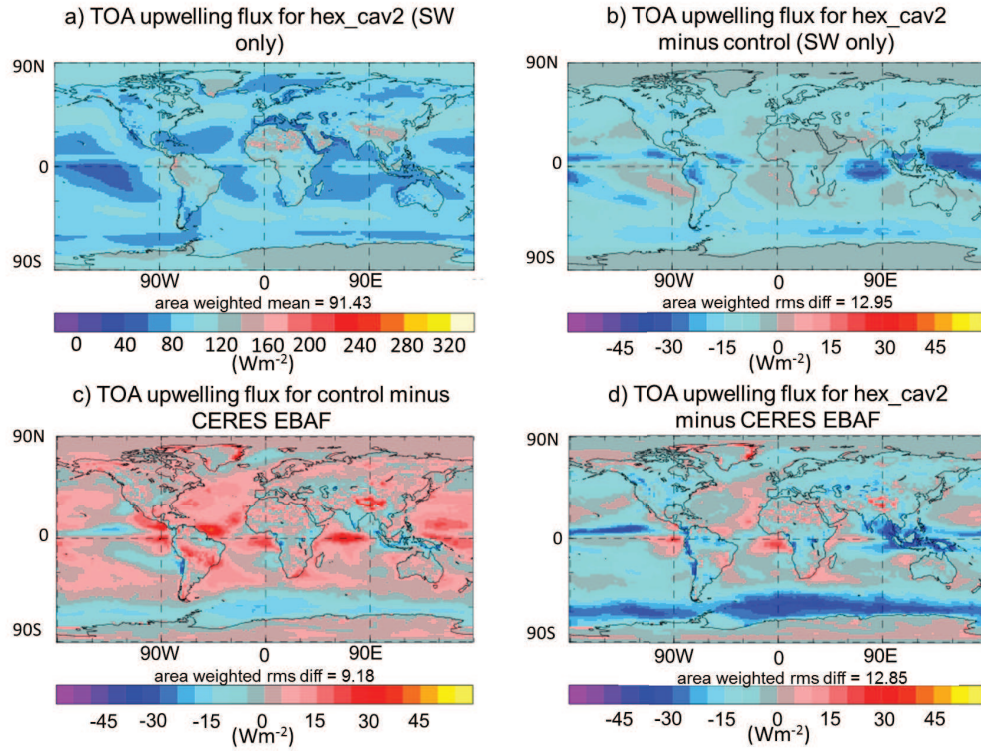 a) TOA upwelling flux for hex_cav2 (SW
only)
90N
0
90S
90W
0
90E
area weighted mean = 91.43
0 40 80 120 160 200 240 280 320
(Wm⁻²)
b) TOA upwelling flux for hex_cav2
minus control (SW only)
90N
0
90S
90W
0
90E
area weighted rms diff = 12.95
-45 -30 -15 0 15 30 45
(Wm⁻²)
c) TOA upwelling flux for control minus
CERES EBAF
90N
0
90S
90W
0
90E
area weighted rms diff = 9.18
-45 -30 -15 0 15 30 45
(Wm⁻²)
d) TOA upwelling flux for hex_cav2
minus CERES EBAF
90N
0
90S
90W
0
90E
area weighted rms diff = 12.85
-45 -30 -15 0 15 30 45
(Wm⁻²)